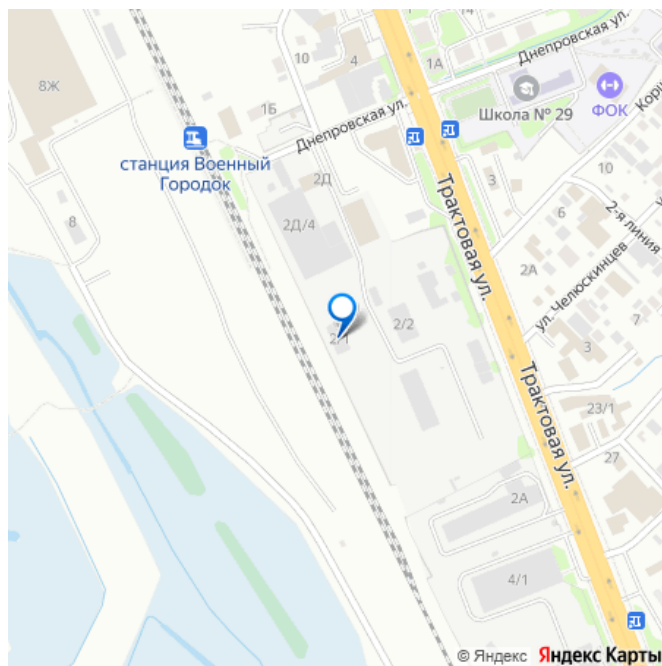 Днепровская ул.
10
4
1А
8Ж
1Б
Школа № 29
ФОК
Днепровская ул.
станция Военный
Городок
2Д
3
10
8
2Д/4
6
2-я линия
Трактовая ул.
2А
ул. Челюскинцев
2/1
2/2
3
7
Трактовая ул.
23/1
27
2А
4/1
© Яндекс Яндекс Карты